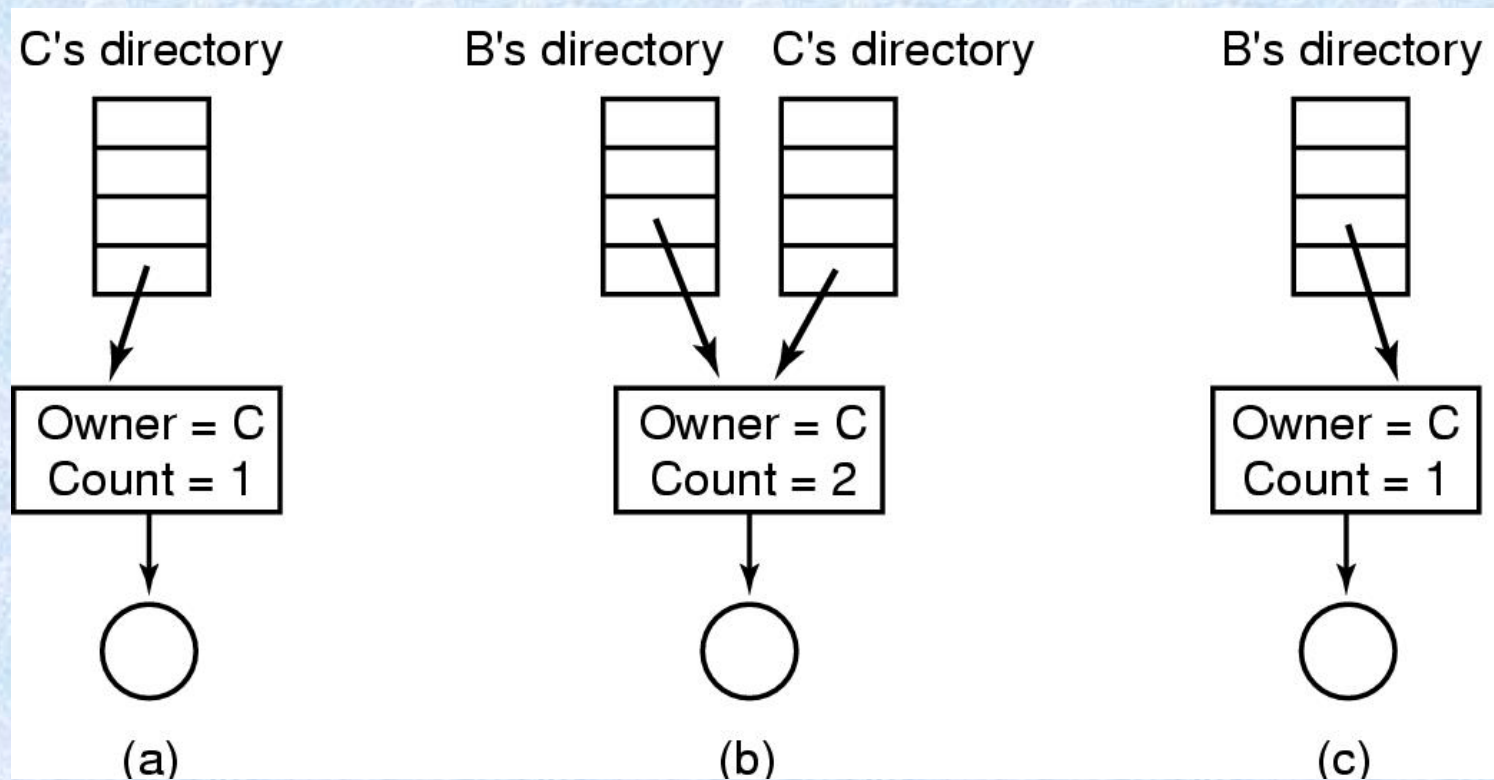 C's directory
B's directory
C's directory
B's directory
Owner = C
Count = 1
Owner = C
Count = 2
Owner = C
Count = 1
(a)
(b)
(c)